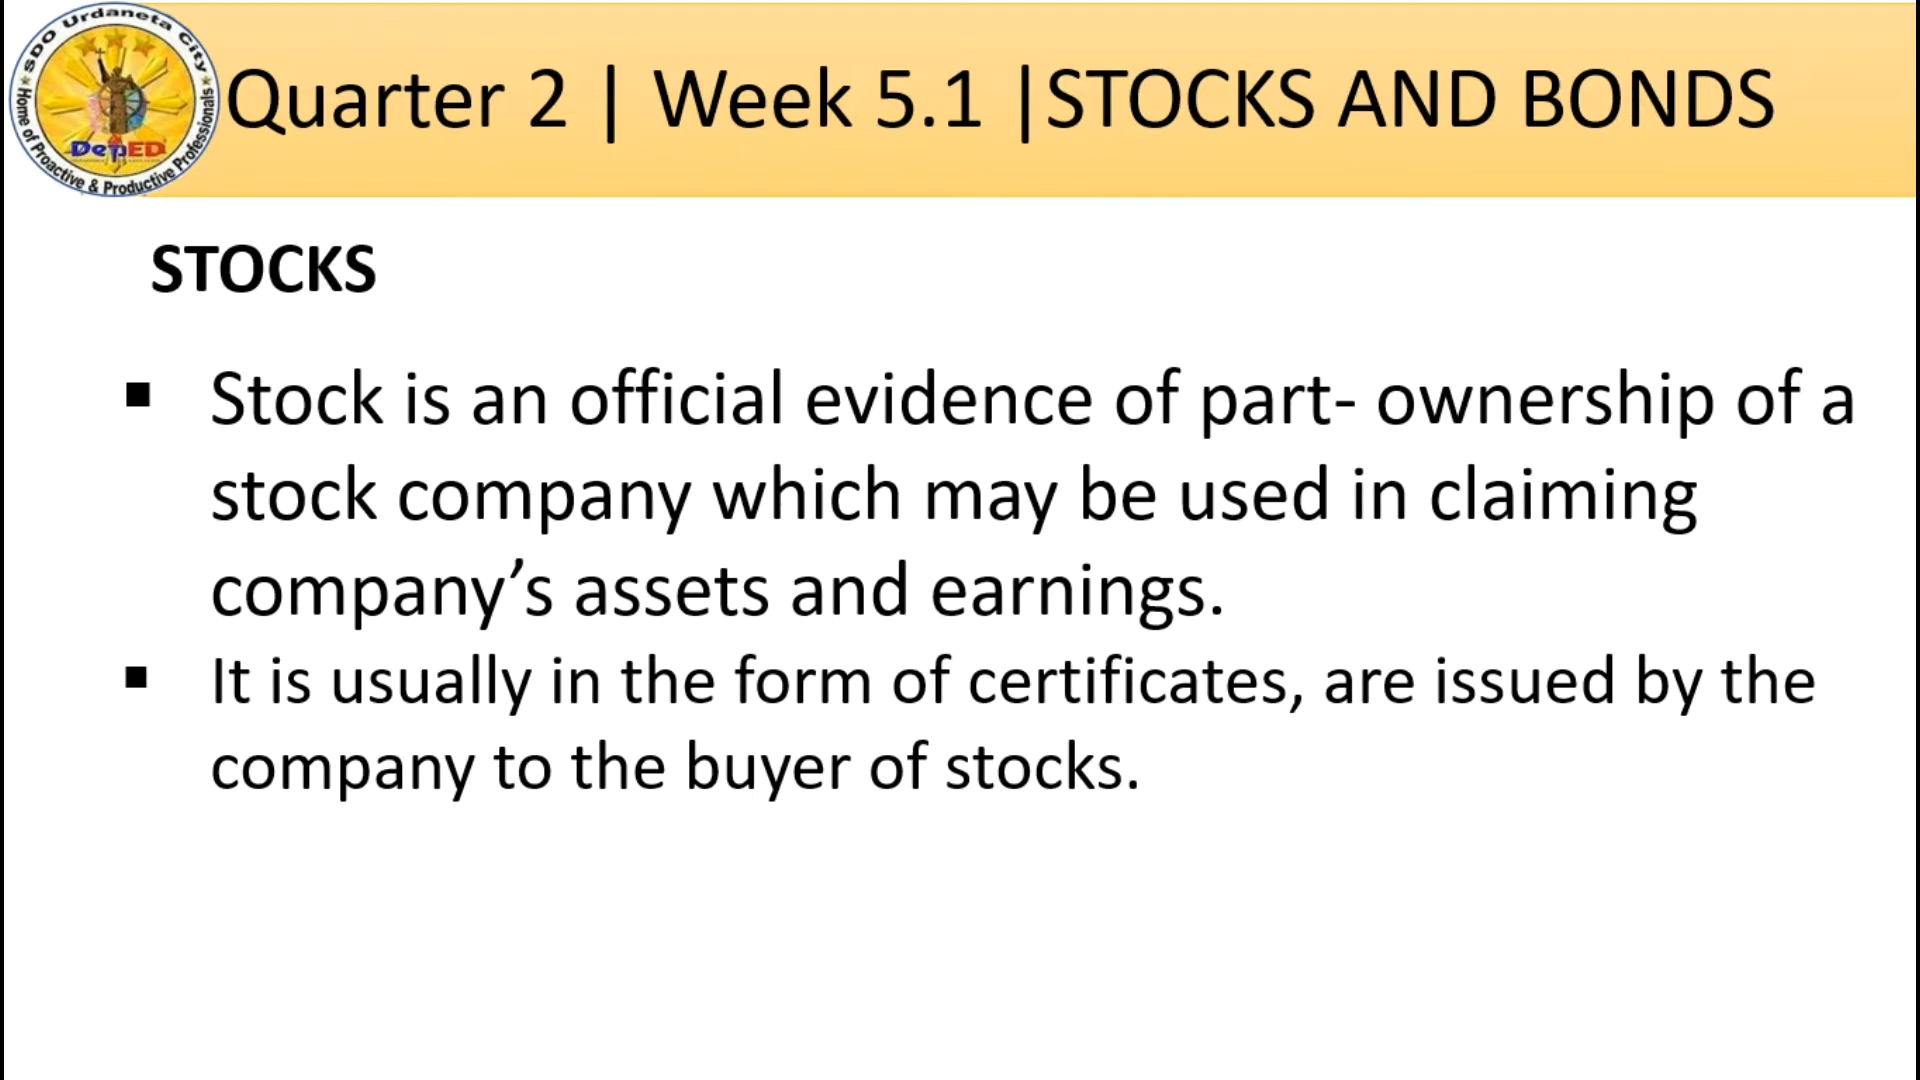 SDO Urdaneta City
Home of Proactive & Productive Professionals
DepED
Quarter 2 | Week 5.1 |STOCKS AND BONDS
STOCKS
▪ Stock is an official evidence of part- ownership of a
stock company which may be used in claiming
company’s assets and earnings.
▪ It is usually in the form of certificates, are issued by the
company to the buyer of stocks.